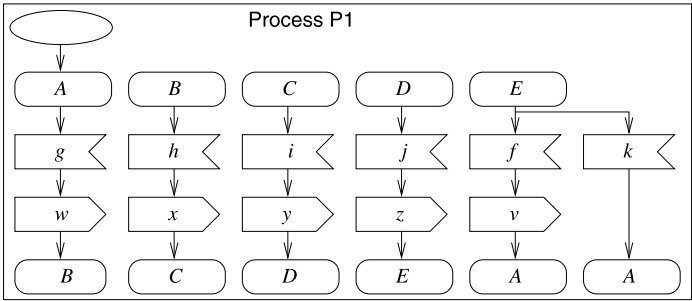 Process P1
A B C D E
g h i j f k
w x y z v
B C D E A A